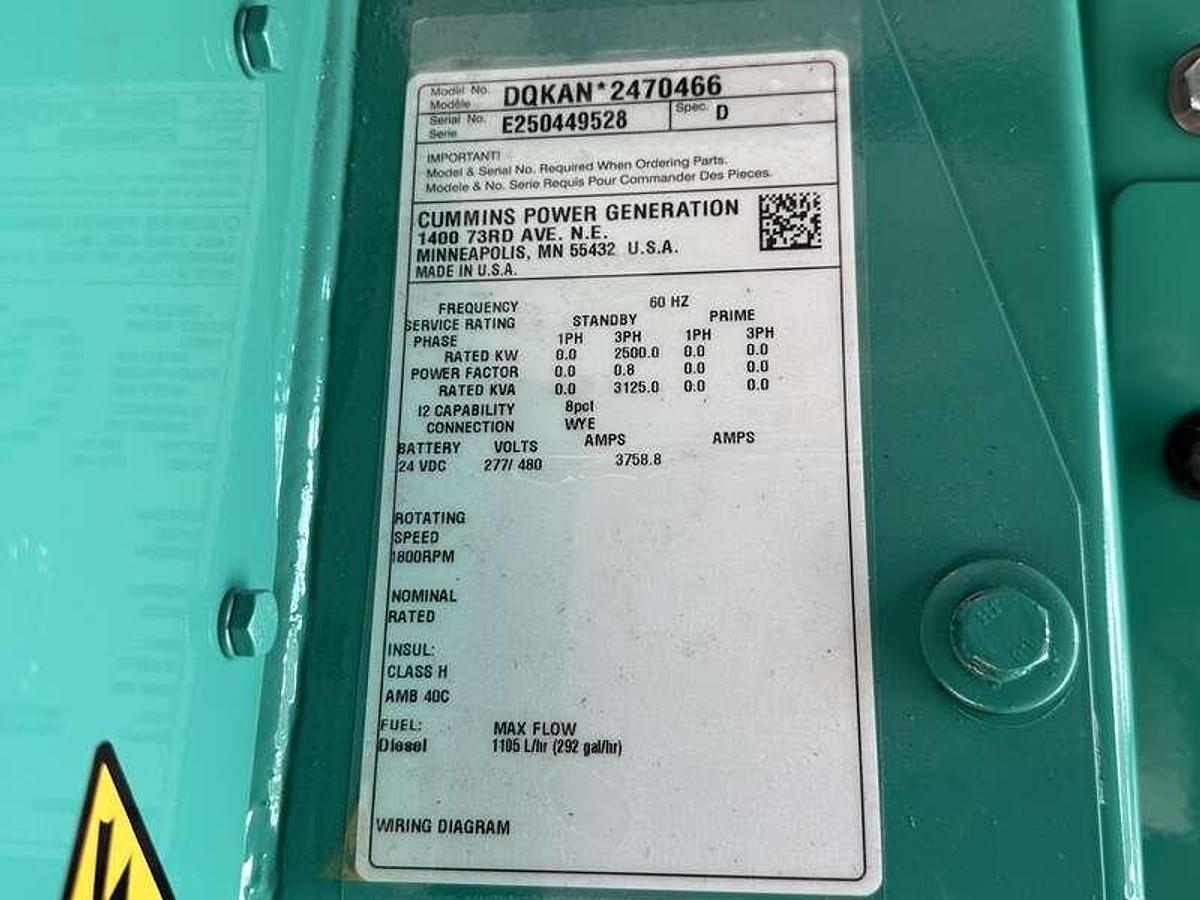 Model No. DQKAN*2470466
Modèle
Serial No. E250449528 Spec. D
Serie
IMPORTANT!
Model & Serial No. Required When Ordering Parts.
Modele & No. Serie Requis Pour Commander Des Pieces.
CUMMINS POWER GENERATION
1400 73RD AVE. N.E.
MINNEAPOLIS, MN 55432 U.S.A.
MADE IN U.S.A.
FREQUENCY 60 HZ
SERVICE RATING STANDBY PRIME
PHASE 1PH 3PH 1PH 3PH
RATED KW 0.0 2500.0 0.0 0.0
POWER FACTOR 0.0 0.8 0.0 0.0
RATED KVA 0.0 3125.0 0.0 0.0
I2 CAPABILITY 8pct
CONNECTION WYE
BATTERY VOLTS AMPS AMPS
24 VDC 277/ 480 3758.8
ROTATING
SPEED
1800RPM
NOMINAL
RATED
INSUL:
CLASS H
AMB 40C
FUEL: MAX FLOW
Diesel 1105 L/hr (292 gal/hr)
WIRING DIAGRAM